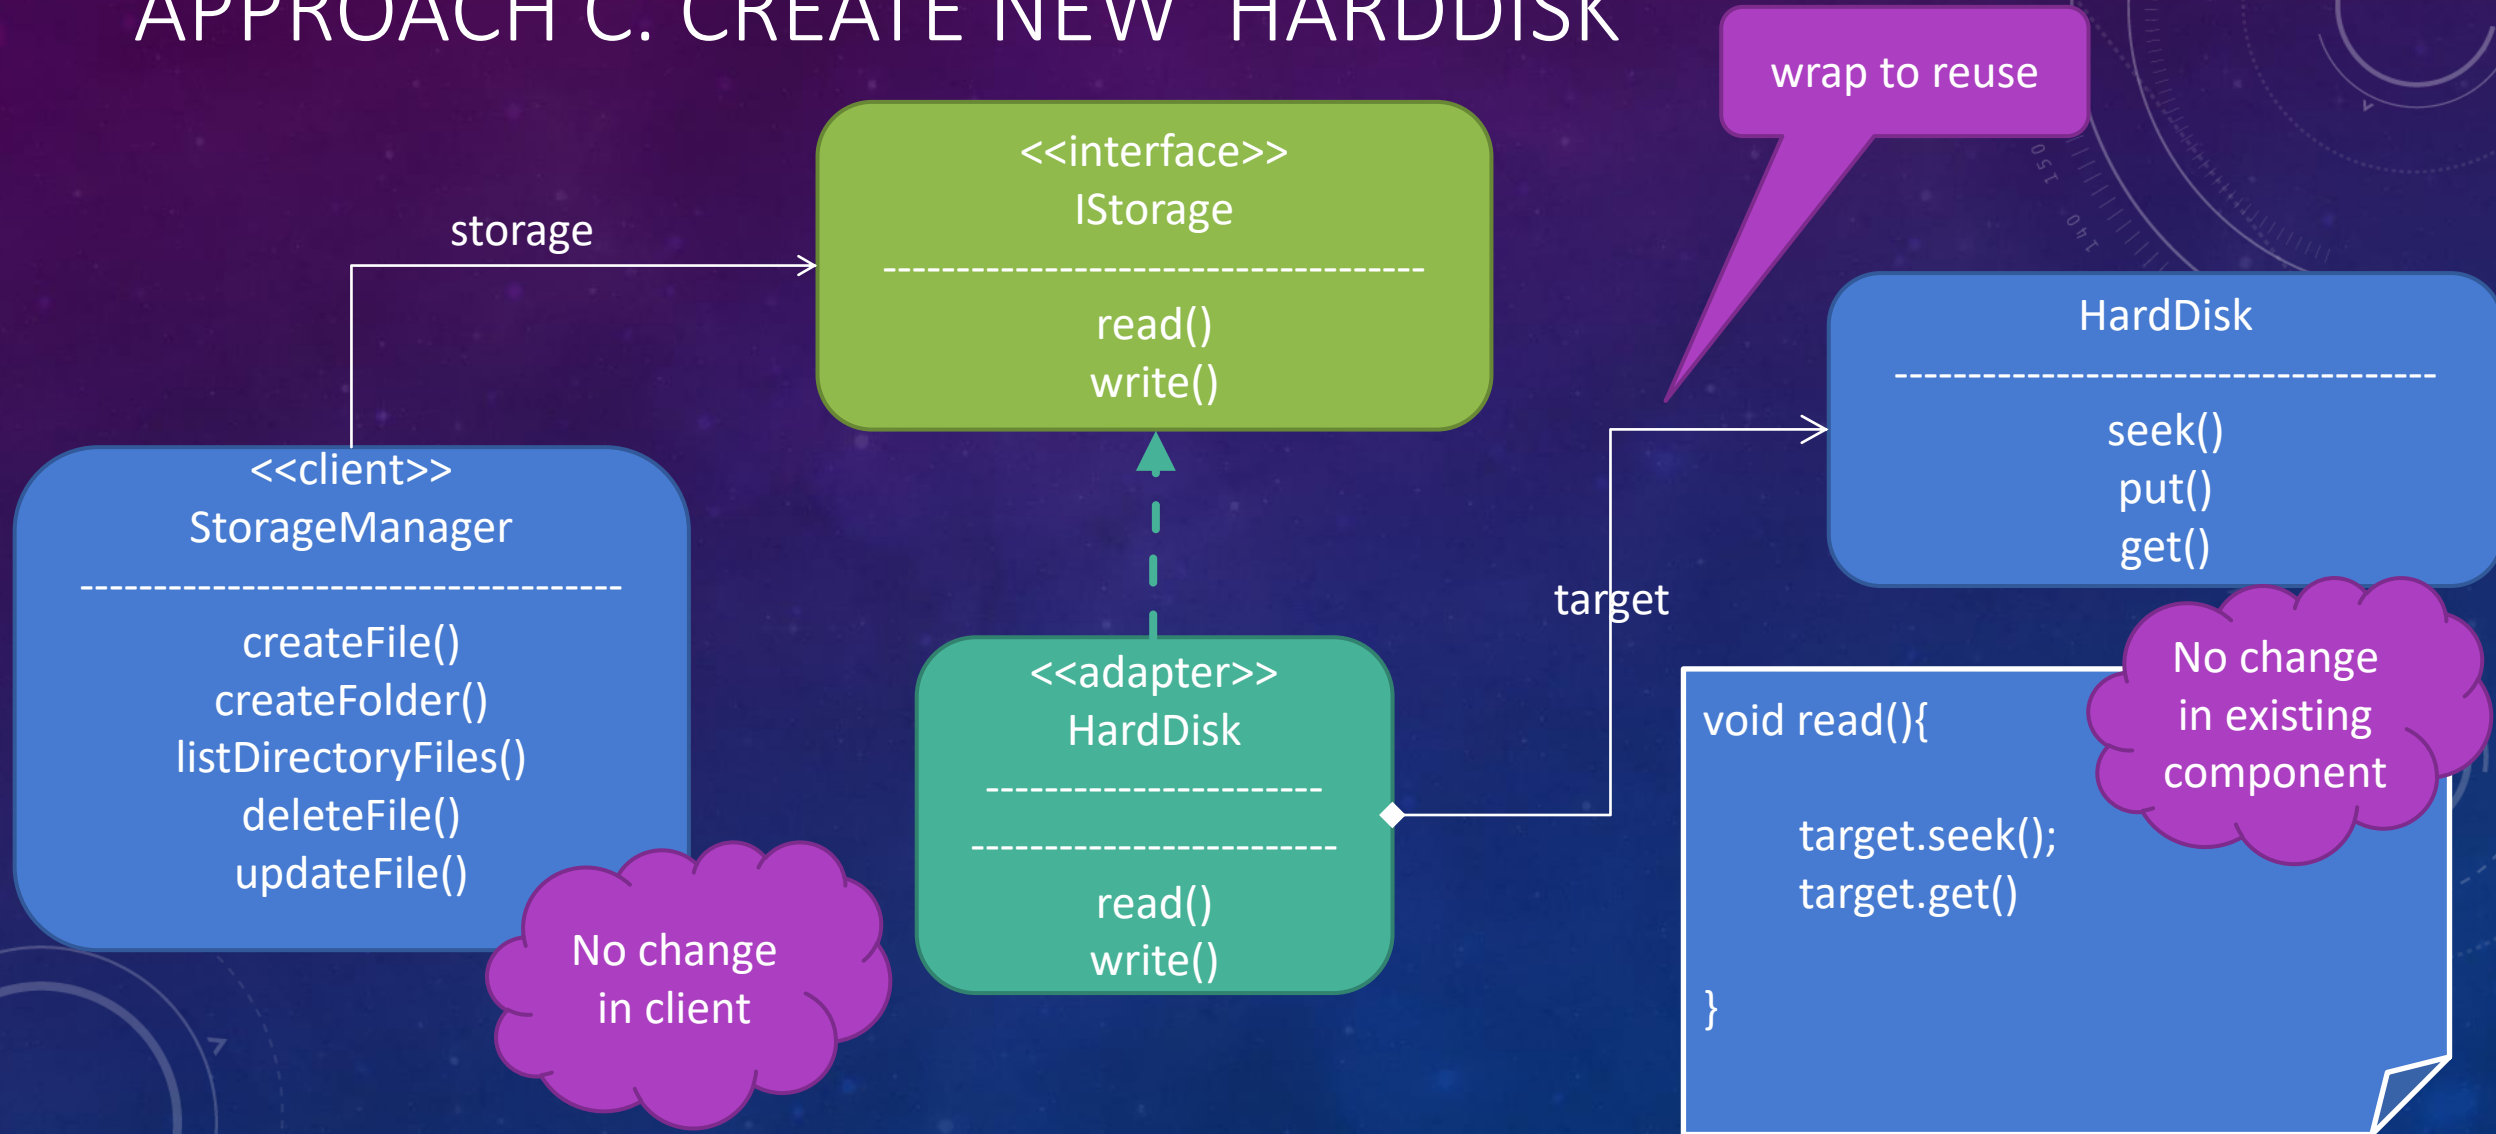 APPROACH C. CREATE NEW "HARDDISK"
wrap to reuse
<<interface>>
IStorage
-------------------------------------
read()
write()
storage
HardDisk
-------------------------------------
seek()
put()
get()
<<client>>
StorageManager
-------------------------------------
createFile()
createFolder()
listDirectoryFiles()
deleteFile()
updateFile()
No change
in client
<<adapter>>
HardDisk
-----------------------
-------------------------
read()
write()
target
void read(){
target.seek();
target.get()
}
No change
in existing
component
150
140